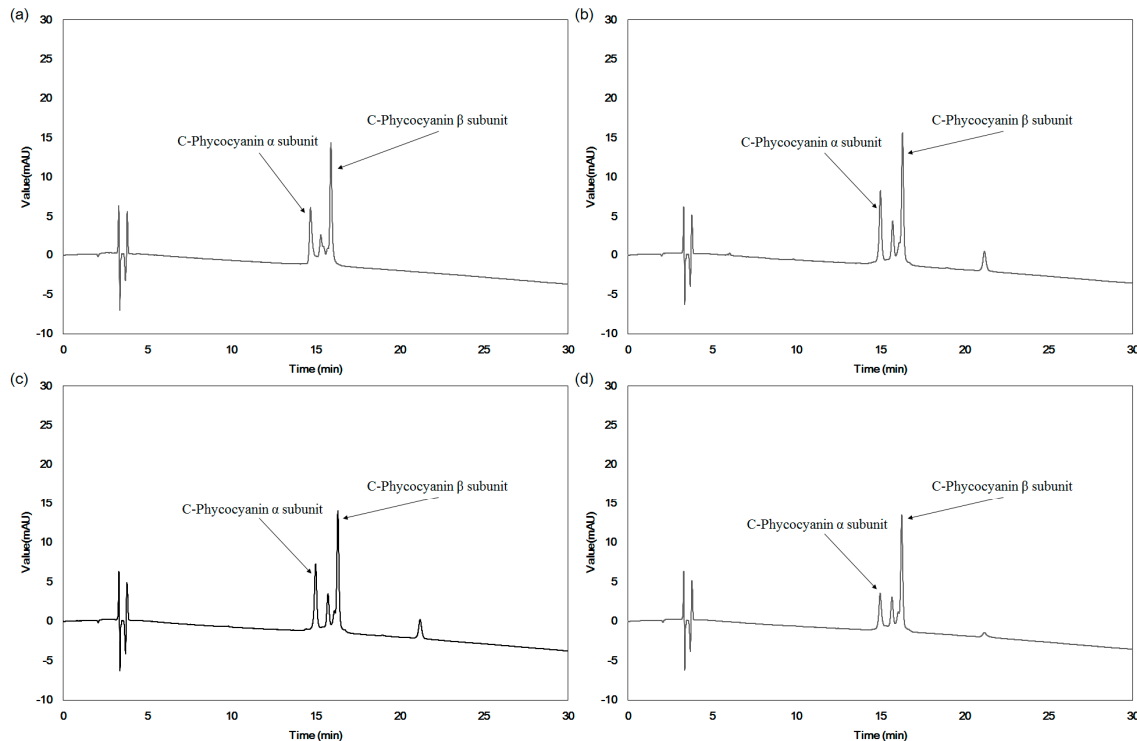 (a)
30
25
20
15
10
5
0
-5
-10
Value(mAU)
C-Phycocyanin α subunit
C-Phycocyanin β subunit
0 5 10 15 20 25 30
Time (min)
(b)
30
25
20
15
10
5
0
-5
-10
Value(mAU)
C-Phycocyanin α subunit
C-Phycocyanin β subunit
0 5 10 15 20 25 30
Time (min)
(c)
30
25
20
15
10
5
0
-5
-10
Value(mAU)
C-Phycocyanin α subunit
C-Phycocyanin β subunit
0 5 10 15 20 25 30
Time (min)
(d)
30
25
20
15
10
5
0
-5
-10
Value(mAU)
C-Phycocyanin α subunit
C-Phycocyanin β subunit
0 5 10 15 20 25 30
Time (min)